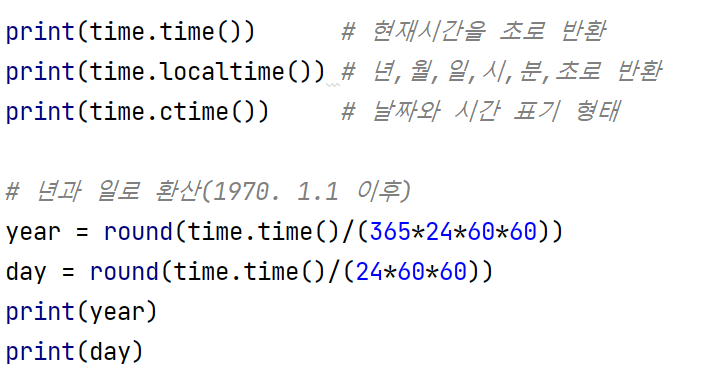 print(time.time())      # 현재시간을 초로 반환
print(time.localtime()) # 년,월,일,시,분,초로 반환
print(time.ctime())     # 날짜와 시간 표기 형태
# 년과 일로 환산(1970. 1.1 이후)
year = round(time.time()/(365*24*60*60))
day = round(time.time()/(24*60*60))
print(year)
print(day)